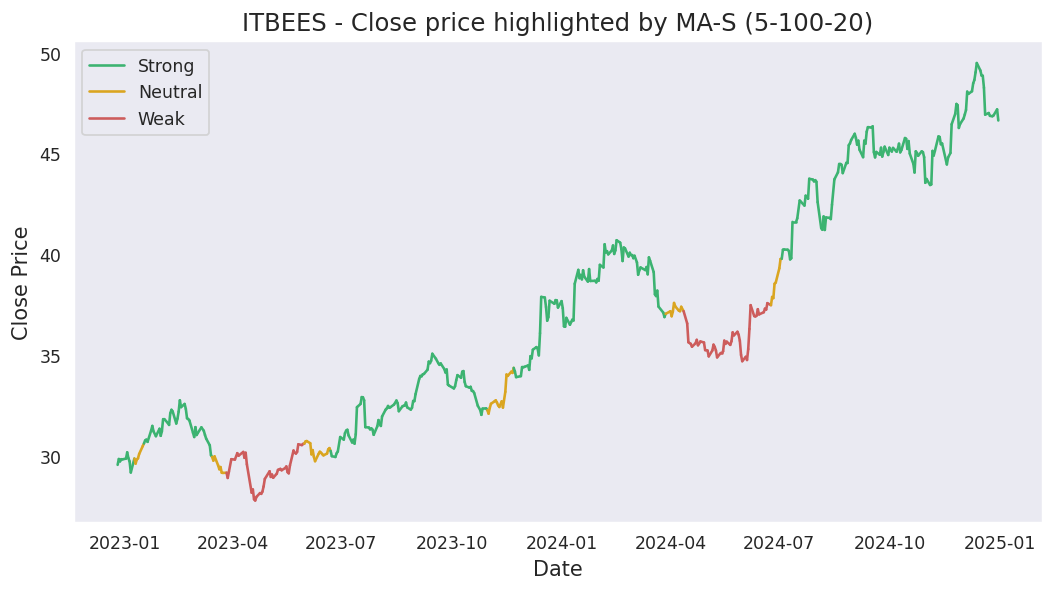 ITBEES - Close price highlighted by MA-S (5-100-20)
50
45
40
35
30
Close Price
Strong
Neutral
Weak
2023-01 2023-04 2023-07 2023-10 2024-01 2024-04 2024-07 2024-10 2025-01
Date